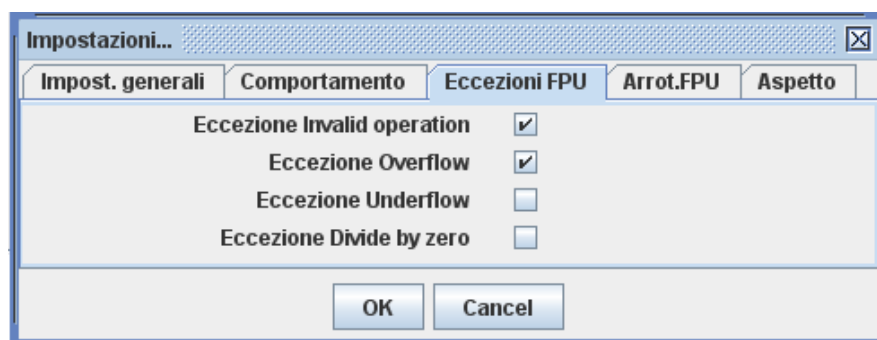 Impostazioni...
Impost. generali Comportamento Eccezioni FPU Arrot.FPU Aspetto
Eccezione Invalid operation
Eccezione Overflow
Eccezione Underflow
Eccezione Divide by zero
OK Cancel